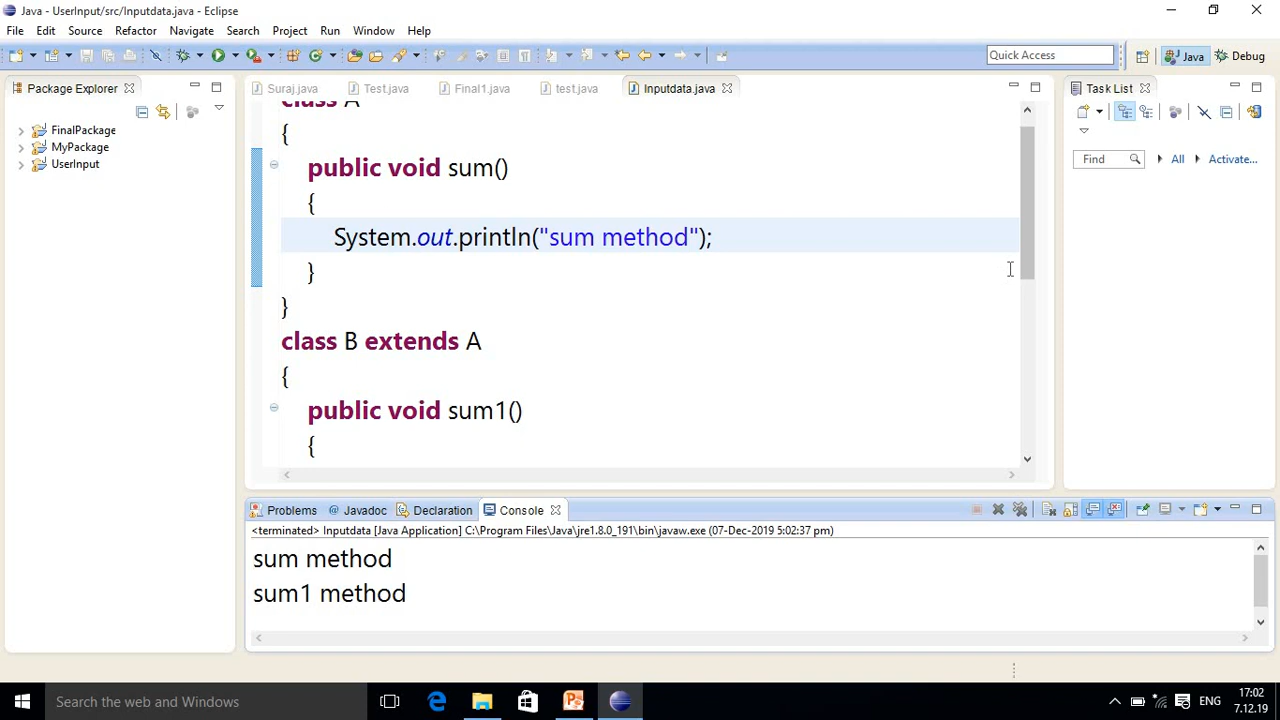 Java - UserInput/src/Inputdata.java - Eclipse
File Edit Source Refactor Navigate Search Project Run Window Help
Quick Access
Java
Debug
Package Explorer
Suraj.java
Test.java
Final1.java
test.java
Inputdata.java
Task List
FinalPackage
MyPackage
UserInput
Find
All
Activate...
class A
{
public void sum()
{
System.out.println("sum method");
}
}
class B extends A
{
public void sum1()
{
Problems
Javadoc
Declaration
Console
<terminated> Inputdata [Java Application] C:\Program Files\Java\jre1.8.0_191\bin\javaw.exe (07-Dec-2019 5:02:37 pm)
sum method
sum1 method
Search the web and Windows
ENG
17:02
7.12.19